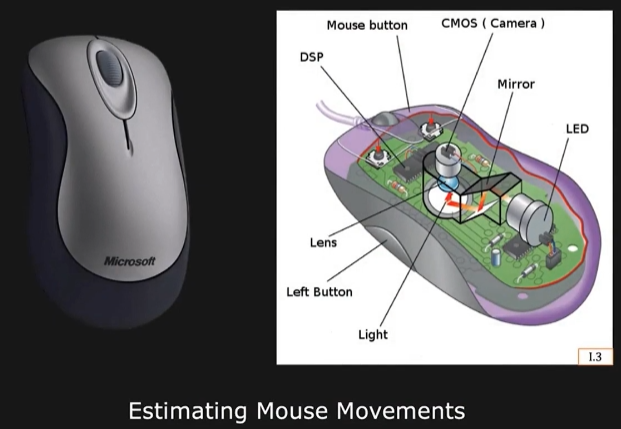 Mouse button
CMOS ( Camera )
DSP
Mirror
LED
Microsoft
Lens
Left Button
Light
1.3
Estimating Mouse Movements